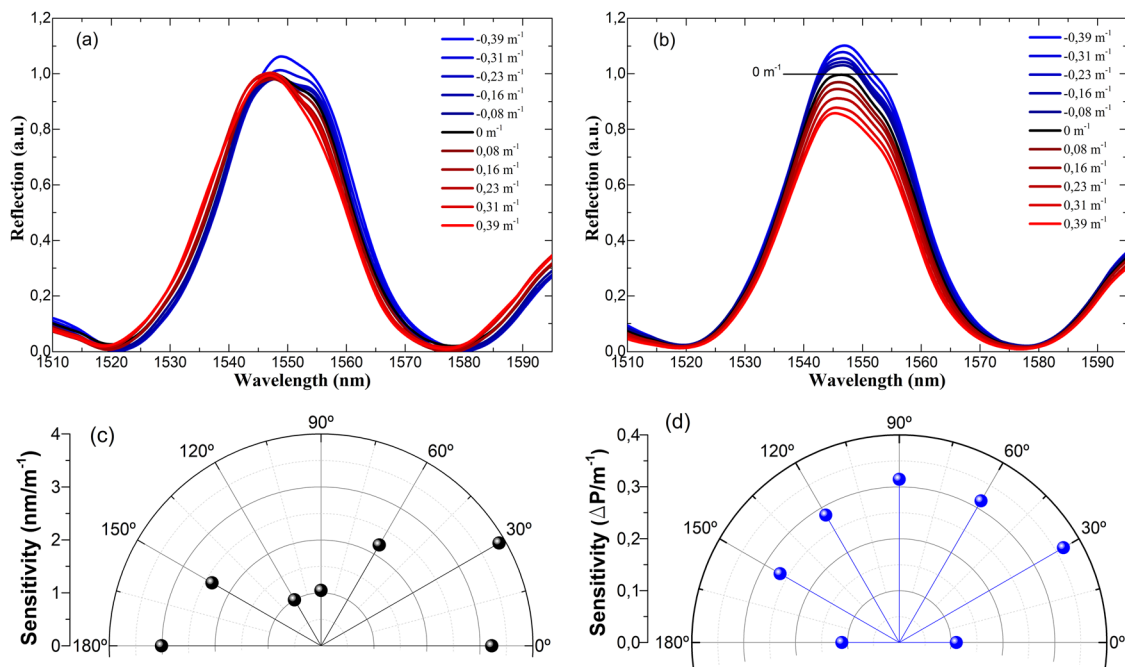 (a)
1,2
1,0
0,8
0,6
0,4
0,2
0,0
Reflection (a.u.)
-0,39 m⁻¹
-0,31 m⁻¹
-0,23 m⁻¹
-0,16 m⁻¹
-0,08 m⁻¹
0 m⁻¹
0,08 m⁻¹
0,16 m⁻¹
0,23 m⁻¹
0,31 m⁻¹
0,39 m⁻¹
1510 1520 1530 1540 1550 1560 1570 1580 1590
Wavelength (nm)
(b)
1,2
1,0
0,8
0,6
0,4
0,2
0,0
Reflection (a.u.)
0 m⁻¹
-0,39 m⁻¹
-0,31 m⁻¹
-0,23 m⁻¹
-0,16 m⁻¹
-0,08 m⁻¹
0 m⁻¹
0,08 m⁻¹
0,16 m⁻¹
0,23 m⁻¹
0,31 m⁻¹
0,39 m⁻¹
1510 1520 1530 1540 1550 1560 1570 1580 1590
Wavelength (nm)
(c)
4
3
2
1
0
Sensitivity (nm/m⁻¹)
90º
120º
60º
150º
30º
180º
0º
(d)
0,4
0,3
0,2
0,1
0,0
Sensitivity (ΔP/m⁻¹)
90º
120º
60º
150º
30º
180º
0º